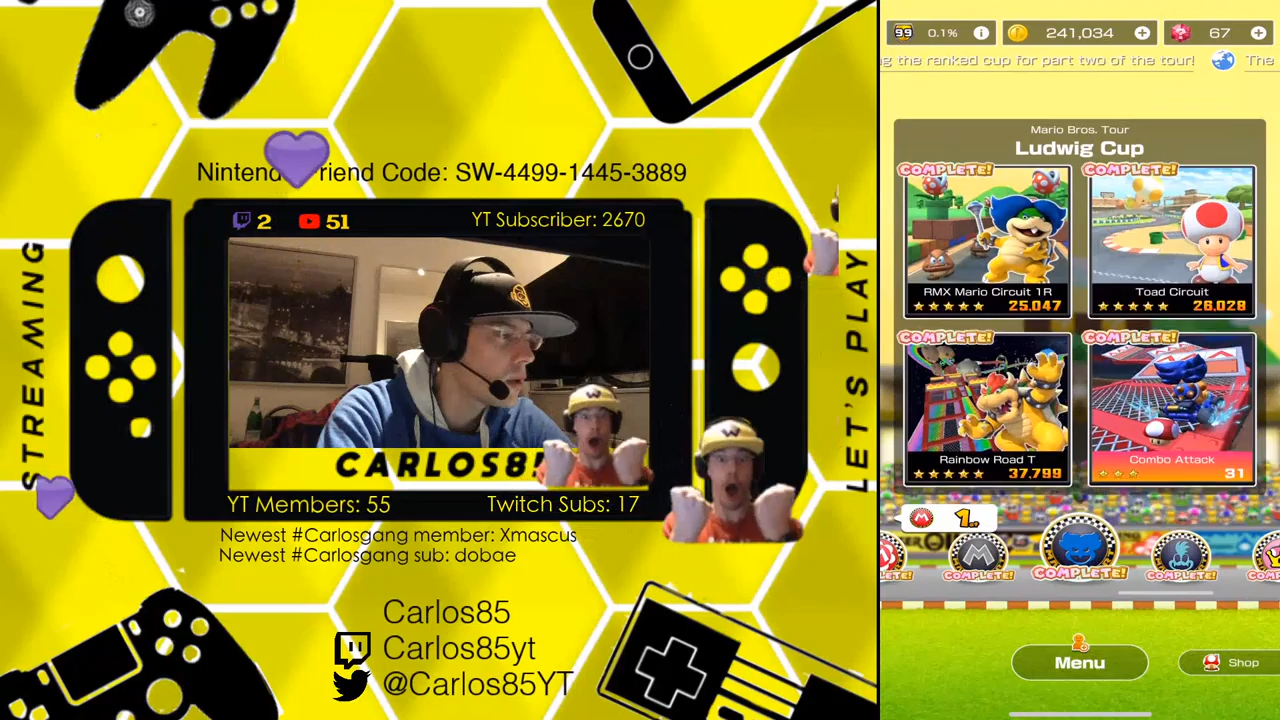 Nintend riend Code: SW-4499-1445-3889
2 51 YT Subscriber: 2670
STREAMING
LET'S PLAY
CARLOS8
YT Members: 55 Twitch Subs: 17
Newest #Carlosgang member: Xmascus
Newest #Carlosgang sub: dobae
Carlos85
Carlos85yt
@Carlos85YT
99 0.1% i 241,034 67
g the ranked cup for part two of the tour! The
Mario Bros. Tour
Ludwig Cup
COMPLETE! COMPLETE!
RMX Mario Circuit 1R Toad Circuit
25,047 26,028
COMPLETE! COMPLETE!
Rainbow Road T Combo Attack
37,799 31
1
COMPLETE! COMPLETE! COMPLETE!
Menu
Shop